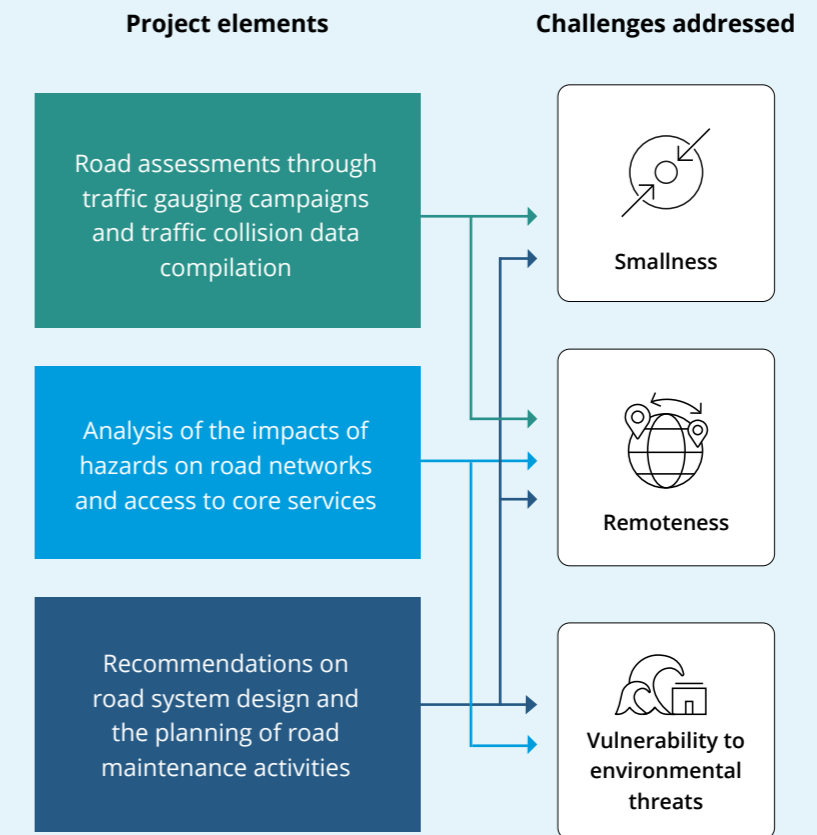 Project elements
Challenges addressed
Road assessments through
traffic gauging campaigns
and traffic collision data
compilation
Smallness
Analysis of the impacts of
hazards on road networks
and access to core services
Remoteness
Recommendations on
road system design and
the planning of road
maintenance activities
Vulnerability to
environmental
threats